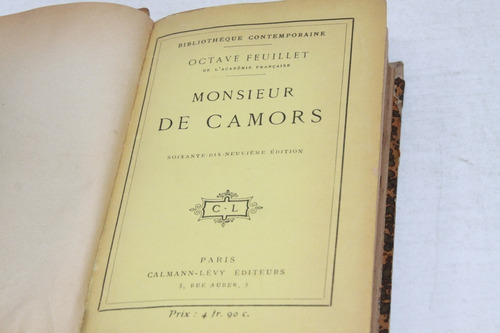 BIBLIOTHÈQUE CONTEMPORAINE
OCTAVE FEUILLET
DE L'ACADÉMIE FRANÇAISE
MONSIEUR
DE CAMORS
SOIXANTE-DIX-NEUVIÈME ÉDITION
C-L
PARIS
CALMANN-LÉVY ÉDITEURS
3, RUE AUBER, 3
Prix : 4 fr. 90 c.